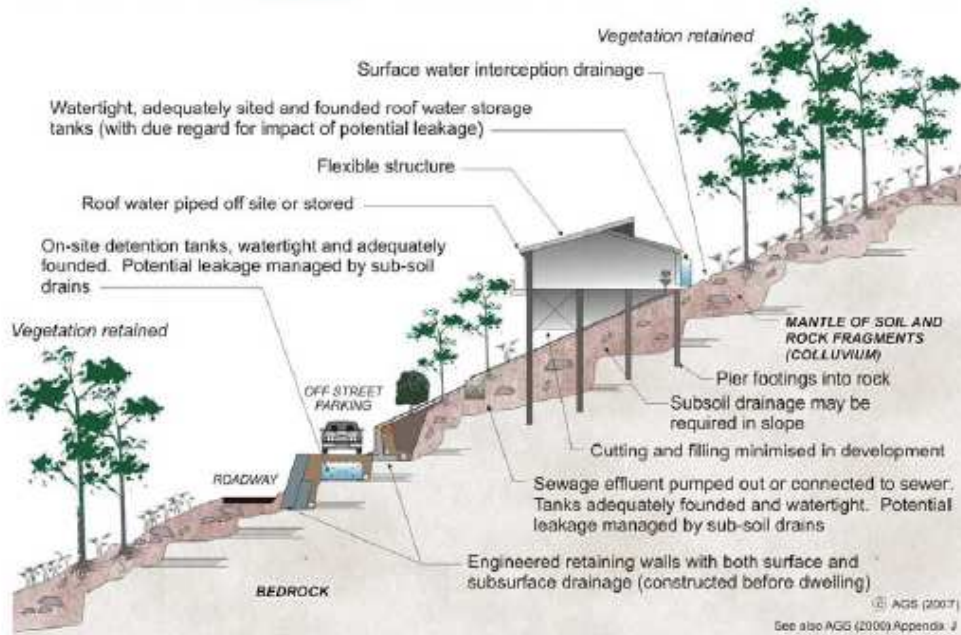 Vegetation retained
Surface water interception drainage
Watertight, adequately sited and founded roof water storage
tanks (with due regard for impact of potential leakage)
Flexible structure
Roof water piped off site or stored
On-site detention tanks, watertight and adequately
founded. Potential leakage managed by sub-soil
drains
Vegetation retained
MANTLE OF SOIL AND
ROCK FRAGMENTS
(COLLUVIUM)
Pier footings into rock
OFF STREET
PARKING
Subsoil drainage may be
required in slope
Cutting and filling minimised in development
ROADWAY
Sewage effluent pumped out or connected to sewer.
Tanks adequately founded and watertight. Potential
leakage managed by sub-soil drains
Engineered retaining walls with both surface and
subsurface drainage (constructed before dwelling)
BEDROCK
© AGS (2007)
See also AGS (2000) Appendix J